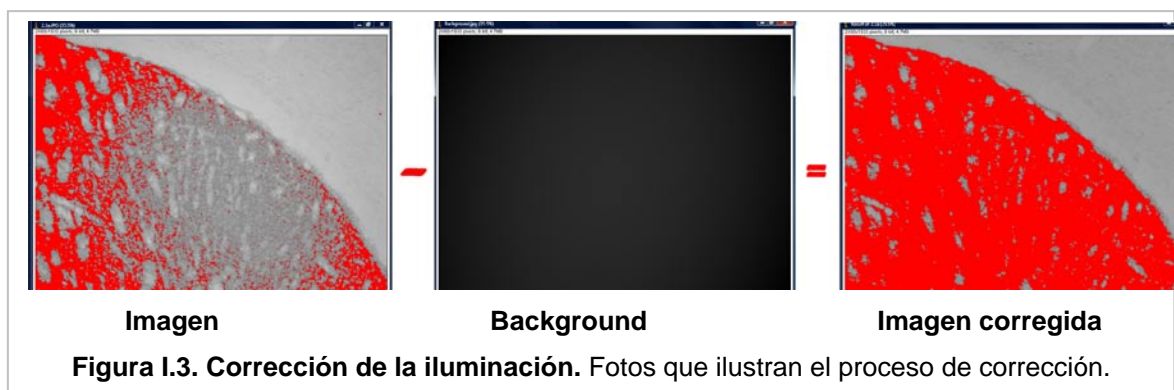 Imagen
Background
Imagen corregida
Figura I.3. Corrección de la iluminación. Fotos que ilustran el proceso de corrección.